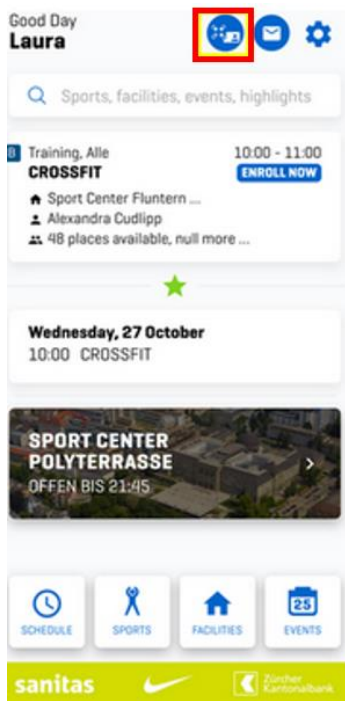 Good Day
Laura
Sports, facilities, events, highlights
Training, Alle 10:00 - 11:00
CROSSFIT ENROLL NOW
Sport Center Fluntern ...
Alexandra Cudlipp
48 places available, null more ...
Wednesday, 27 October
10:00 CROSSFIT
SPORT CENTER
POLYTERRASSE
OFFEN BIS 21:45
25
SCHEDULE SPORTS FACILITIES EVENTS
sanitas Zürcher
Kantonalbank